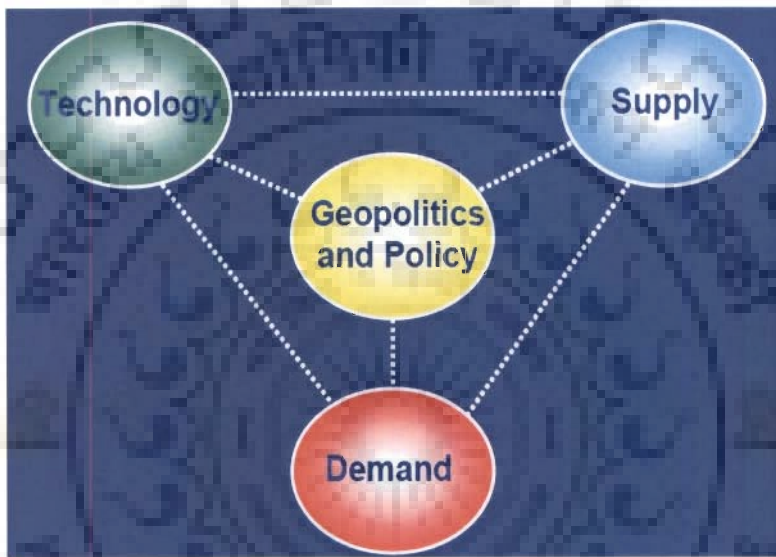 Technology
Supply
Geopolitics
and Policy
Demand